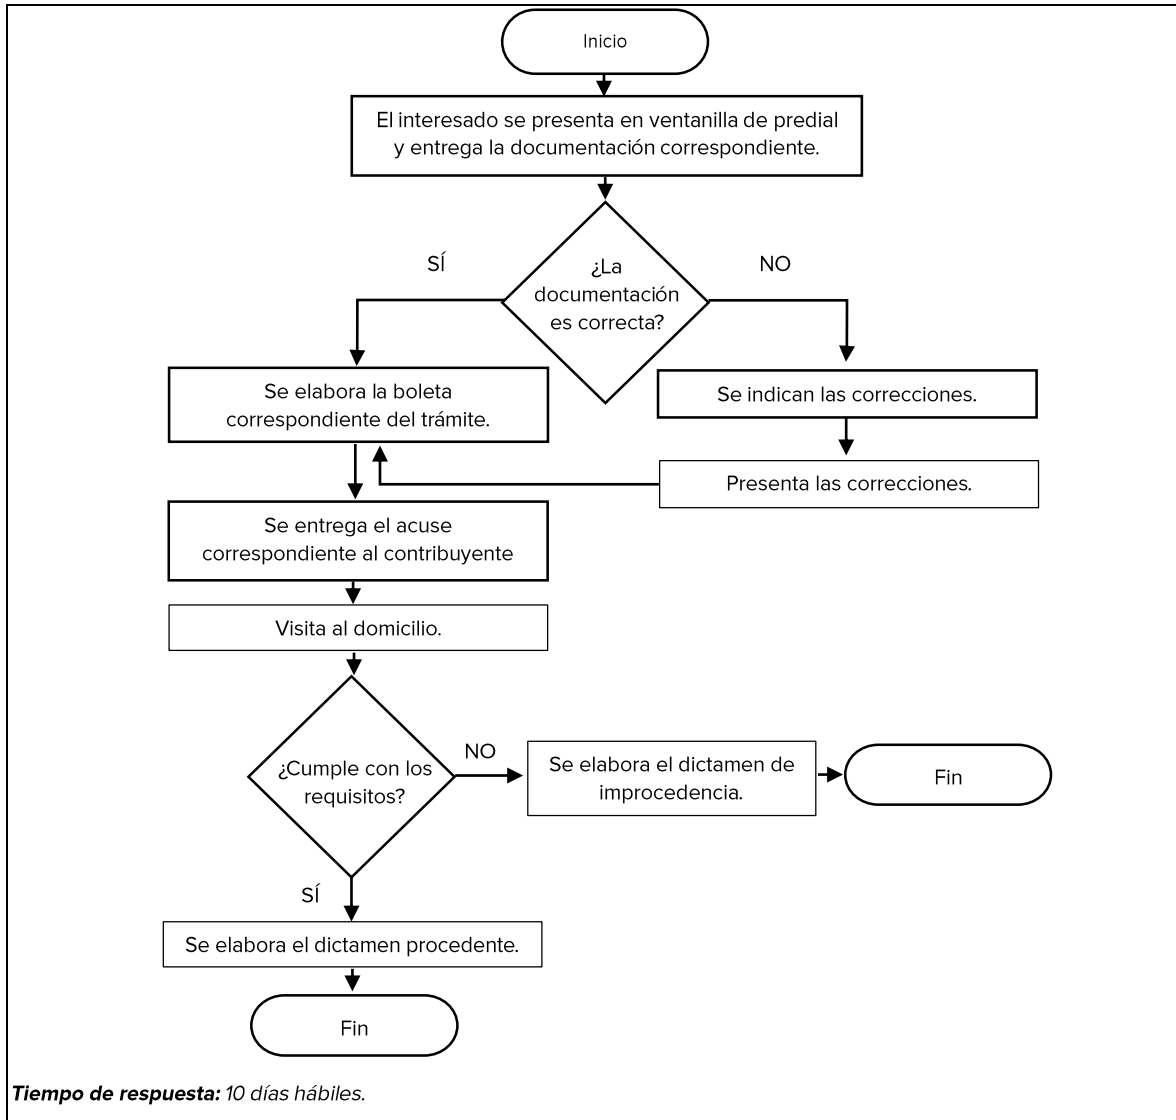 Inicio
El interesado se presenta en ventanilla de predial
y entrega la documentación correspondiente.
SÍ
¿La
documentación
es correcta?
NO
Se elabora la boleta
correspondiente del trámite.
Se indican las correcciones.
Presenta las correcciones.
Se entrega el acuse
correspondiente al contribuyente
Visita al domicilio.
¿Cumple con los
requisitos?
NO
Se elabora el dictamen de
improcedencia.
Fin
SÍ
Se elabora el dictamen procedente.
Fin
Tiempo de respuesta: 10 días hábiles.